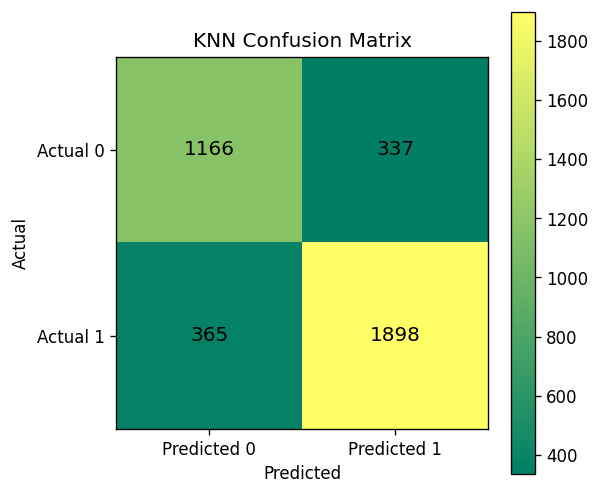 KNN Confusion Matrix
Actual
Actual 0
1166
337
Actual 1
365
1898
Predicted 0
Predicted 1
Predicted
1800
1600
1400
1200
1000
800
600
400